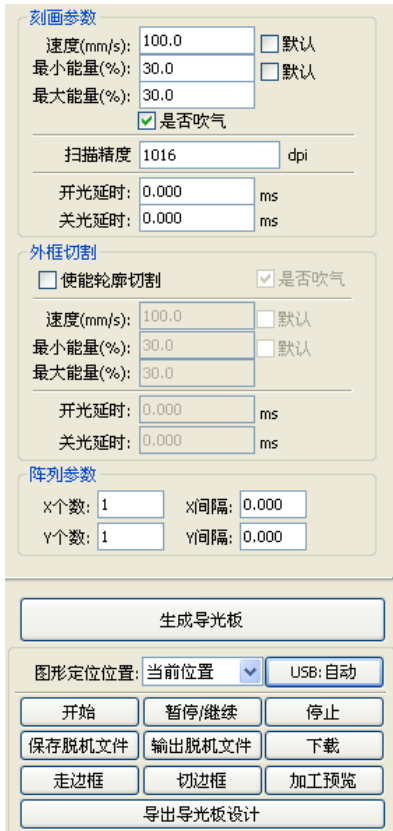 刻画参数
速度(mm/s): 100.0 默认
最小能量(%): 30.0 默认
最大能量(%): 30.0
是否吹气
扫描精度 1016 dpi
开光延时: 0.000 ms
关光延时: 0.000 ms
外框切割
使能轮廓切割 是否吹气
速度(mm/s): 100.0 默认
最小能量(%): 30.0 默认
最大能量(%): 30.0
开光延时: 0.000 ms
关光延时: 0.000 ms
阵列参数
X个数: 1 X间隔: 0.000
Y个数: 1 Y间隔: 0.000
生成导光板
图形定位位置: 当前位置 USB:自动
开始 暂停/继续 停止
保存脱机文件 输出脱机文件 下载
走边框 切边框 加工预览
导出导光板设计